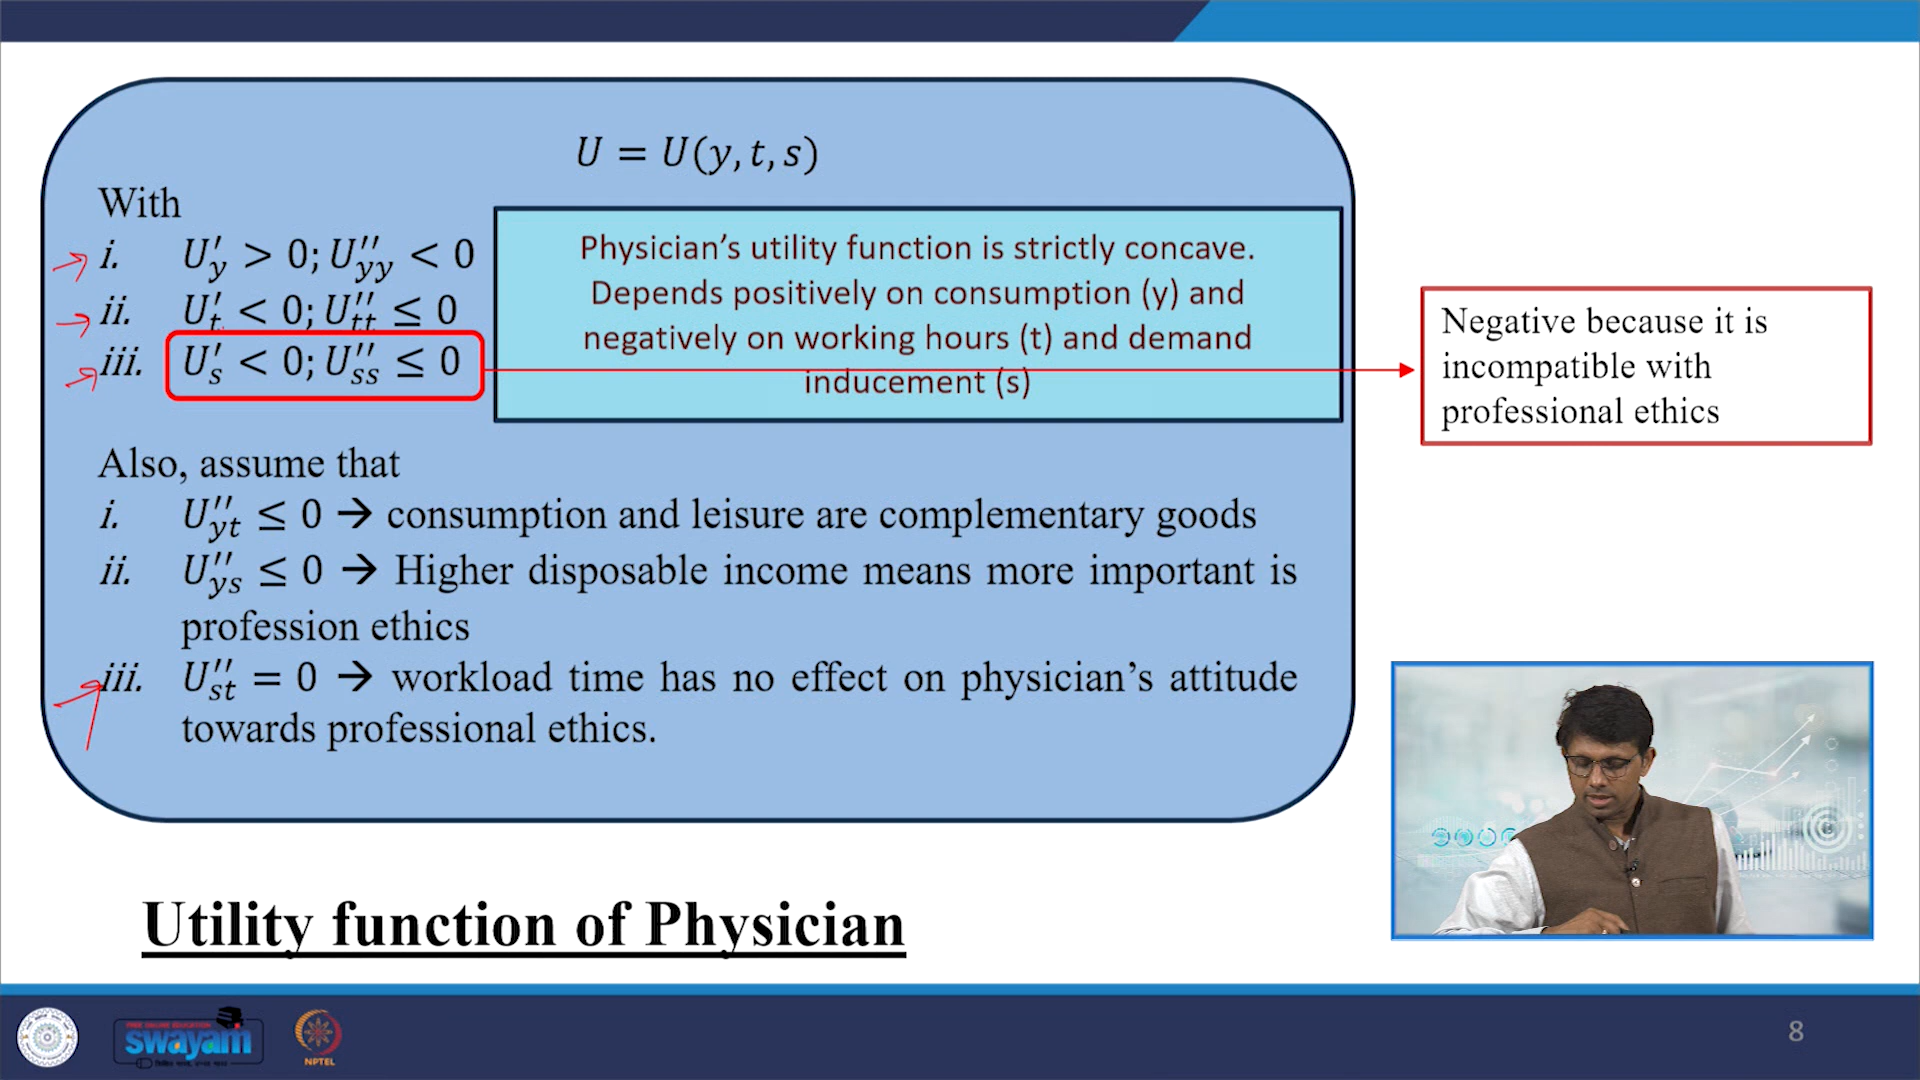 U = U(y, t, s)
With
i. U′y > 0; U″yy < 0
ii. U′t < 0; U″tt ≤ 0
iii. U′s < 0; U″ss ≤ 0
Physician’s utility function is strictly concave.
Depends positively on consumption (y) and
negatively on working hours (t) and demand
inducement (s)
Negative because it is
incompatible with
professional ethics
Also, assume that
i. U″yt ≤ 0 → consumption and leisure are complementary goods
ii. U″ys ≤ 0 → Higher disposable income means more important is
profession ethics
iii. U″st = 0 → workload time has no effect on physician’s attitude
towards professional ethics.
Utility function of Physician
FREE ONLINE EDUCATION
swayam
NPTEL
8